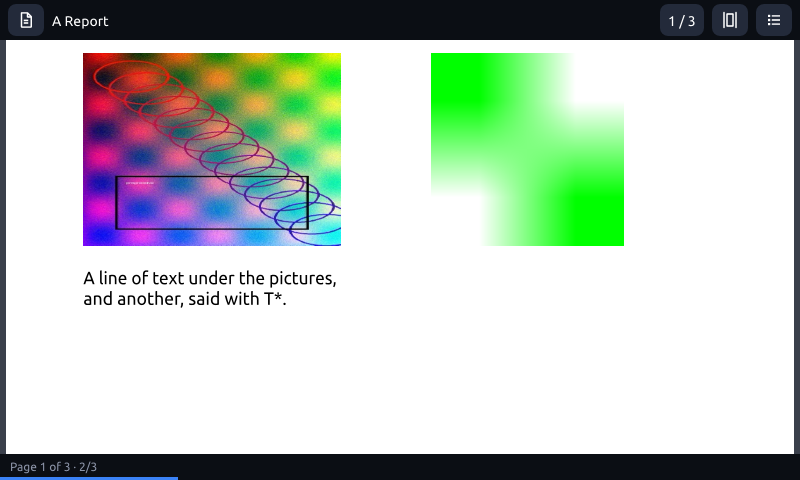 A Report
1 / 3
A line of text under the pictures,
and another, said with T*.
Page 1 of 3 · 2/3